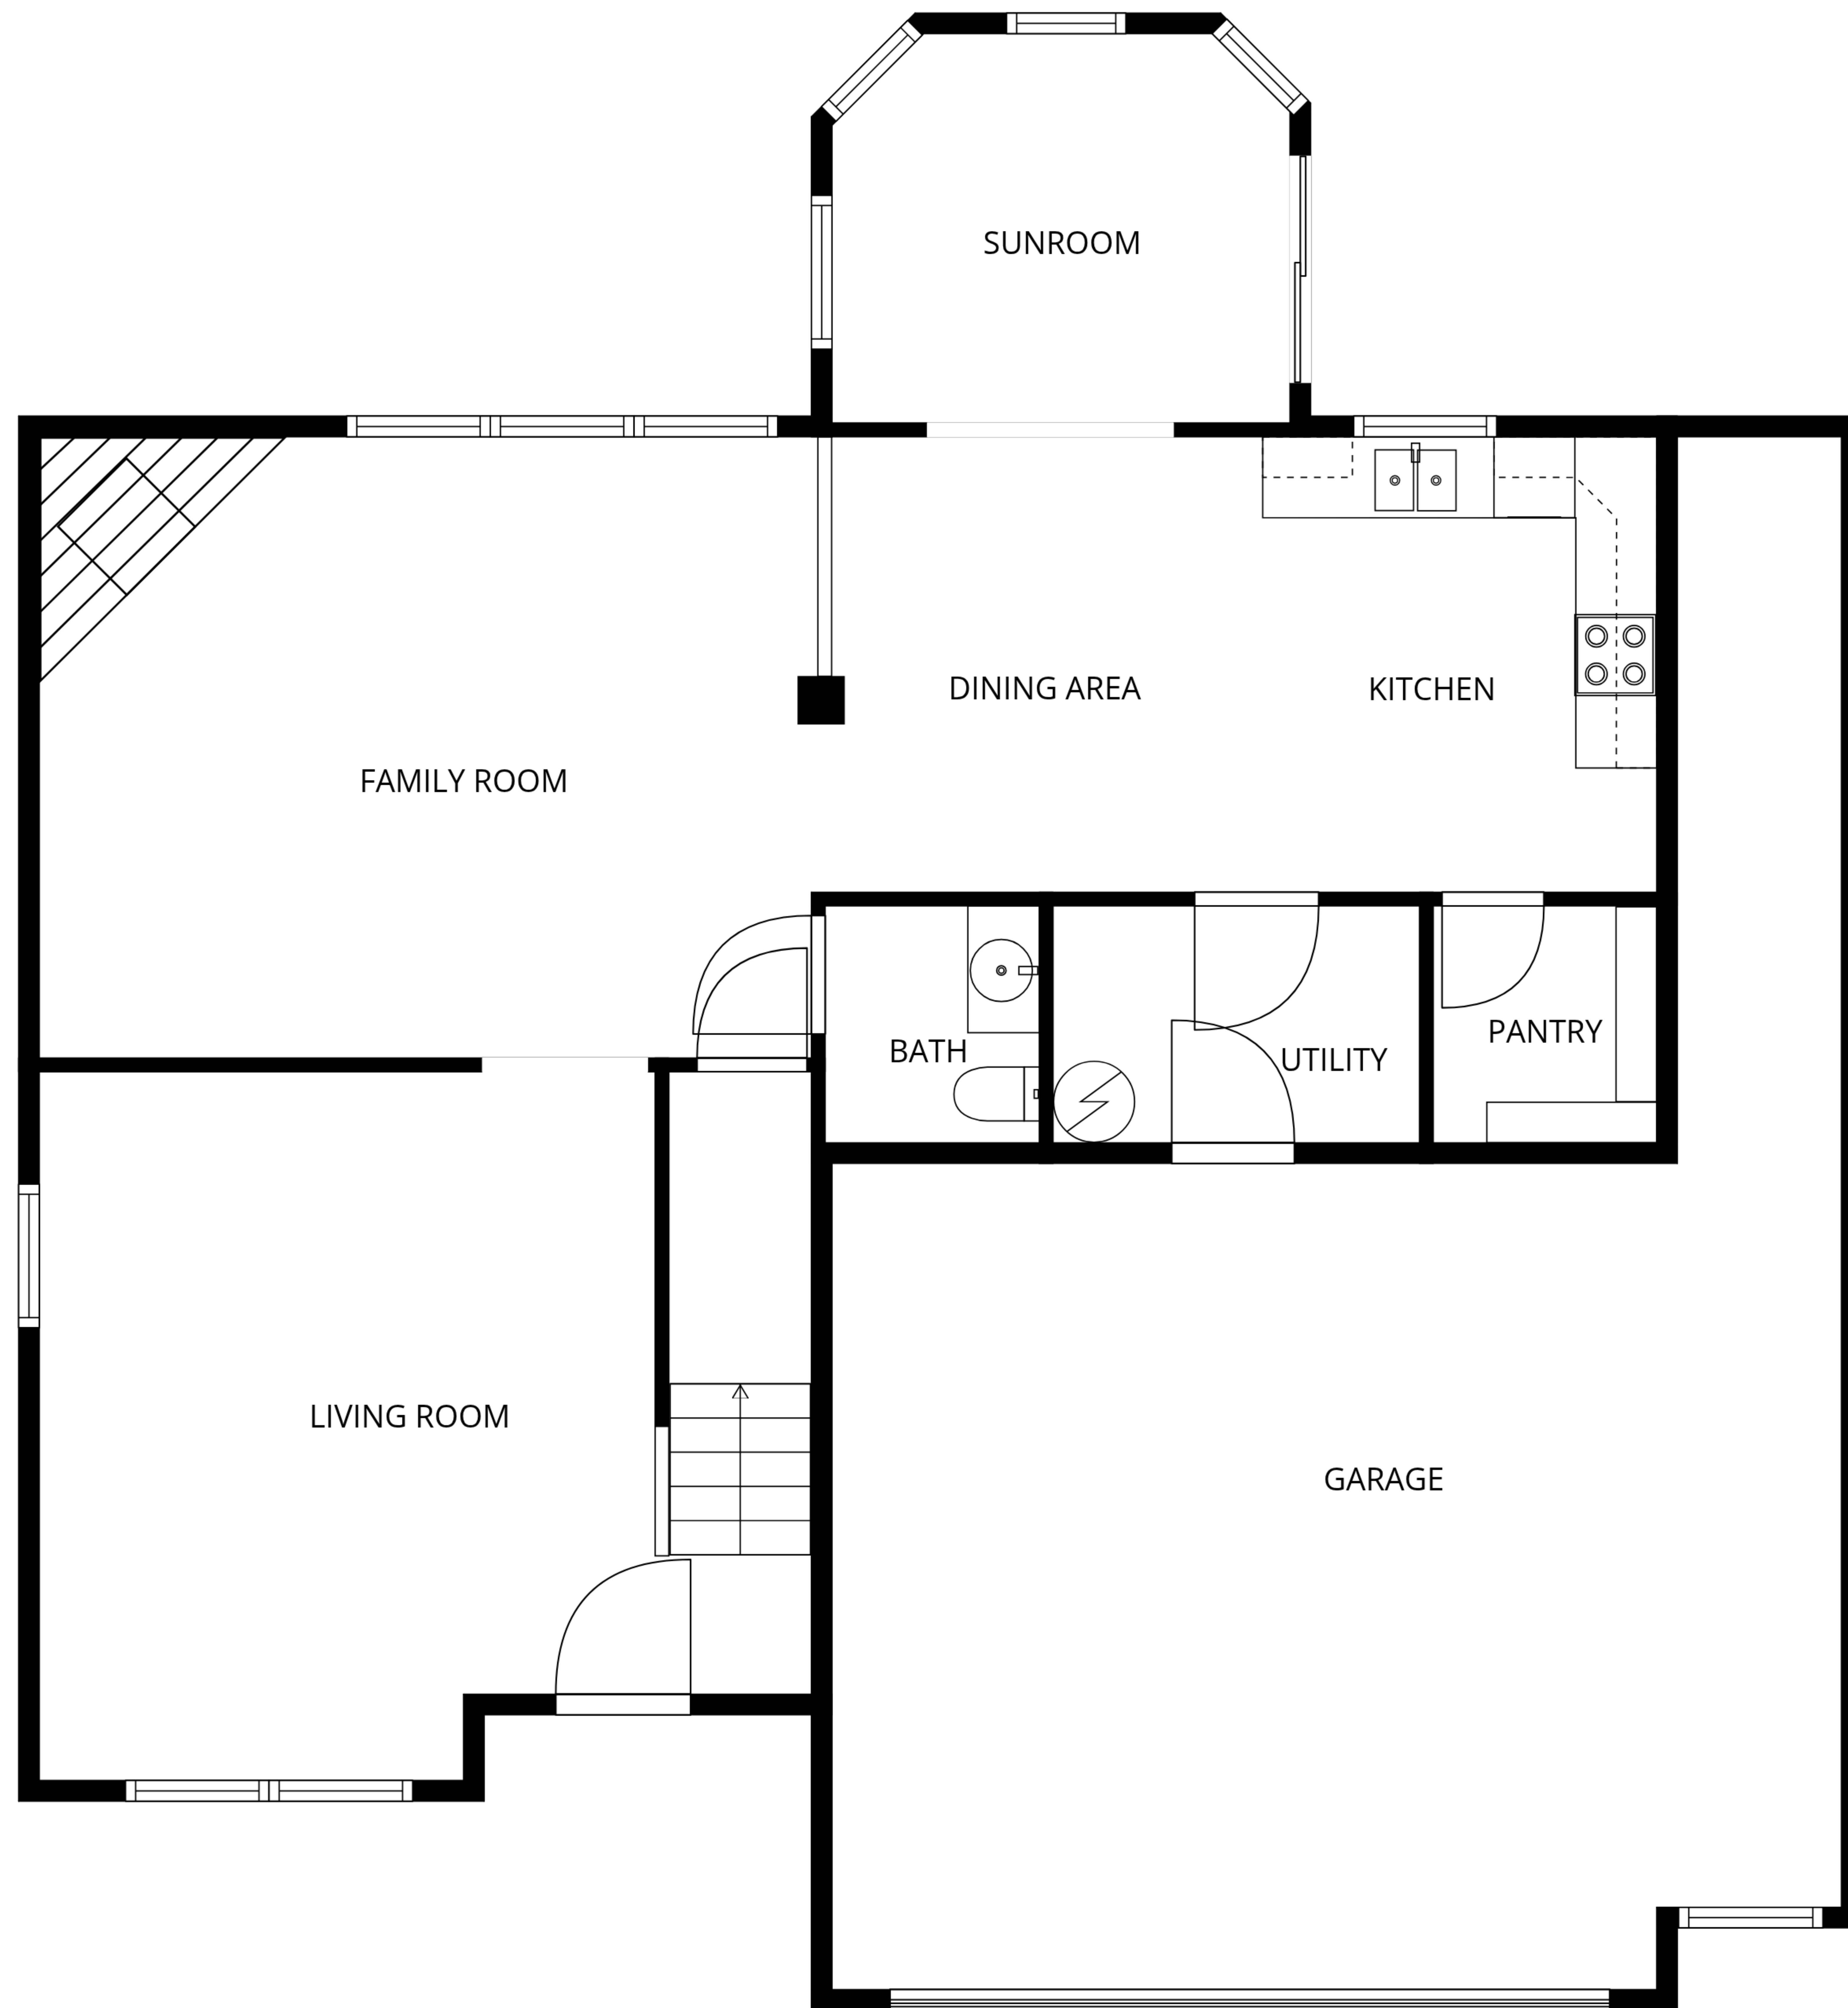 SUNROOM
DINING AREA
KITCHEN
FAMILY ROOM
BATH
UTILITY
PANTRY
LIVING ROOM
GARAGE